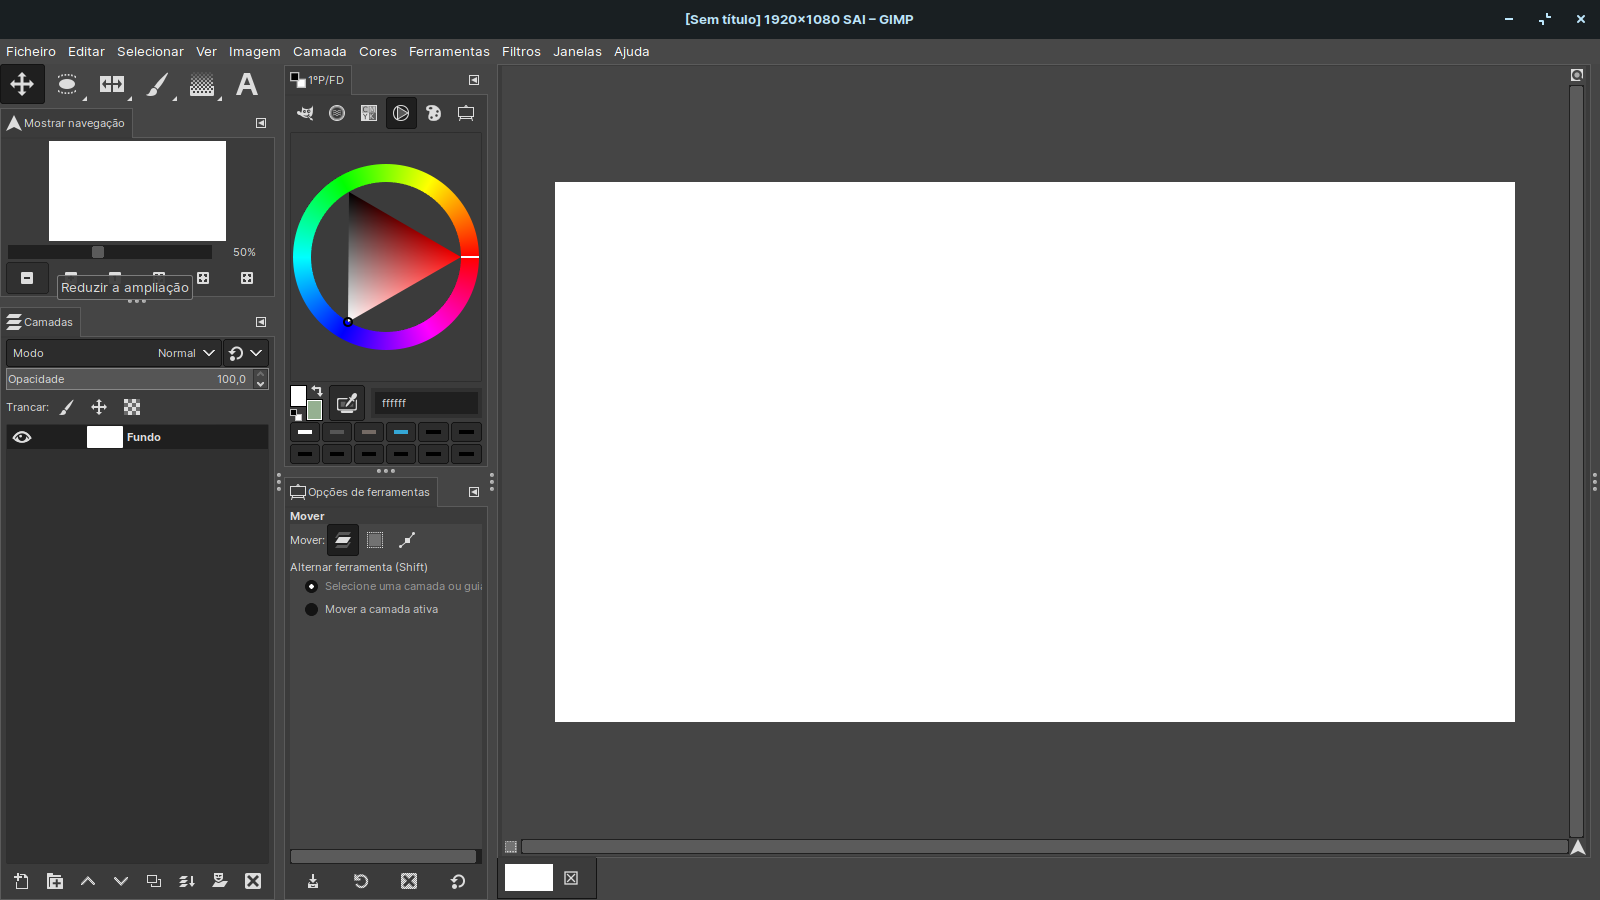 [Sem título] 1920×1080 SAI – GIMP
Ficheiro Editar Selecionar Ver Imagem Camada Cores Ferramentas Filtros Janelas Ajuda
Mostrar navegação
50%
Reduzir a ampliação
Camadas
Modo Normal
Opacidade 100,0
Trancar:
Fundo
1ºP/FD
ffffff
Opções de ferramentas
Mover
Mover:
Alternar ferramenta (Shift)
Selecione uma camada ou guia
Mover a camada ativa